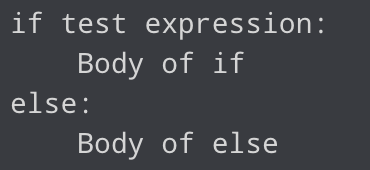 if test expression:
    Body of if
else:
    Body of else